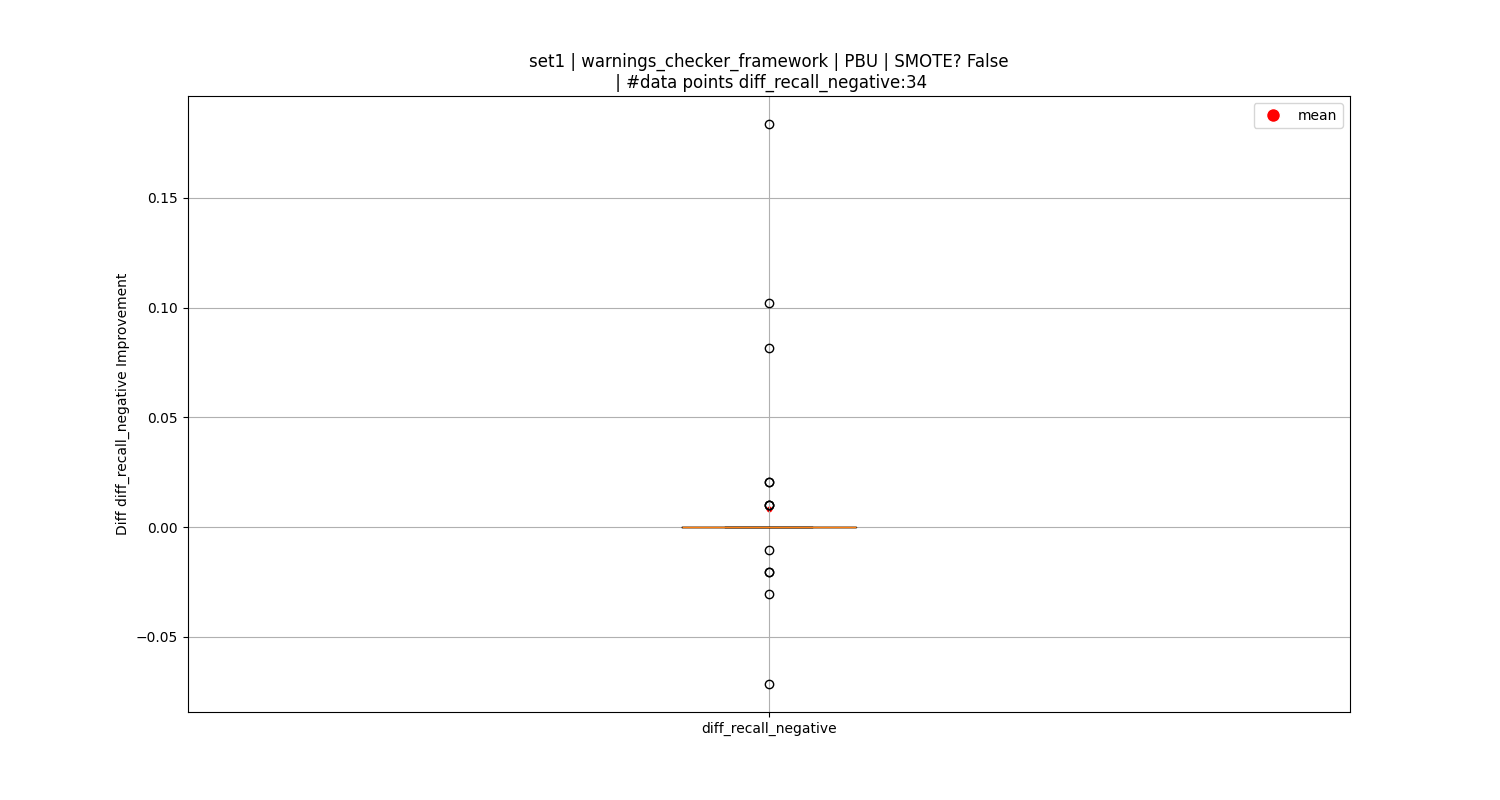 set1 | warnings_checker_framework | PBU | SMOTE? False
| #data points diff_recall_negative:34
mean
0.15
0.10
0.05
0.00
−0.05
Diff diff_recall_negative Improvement
diff_recall_negative